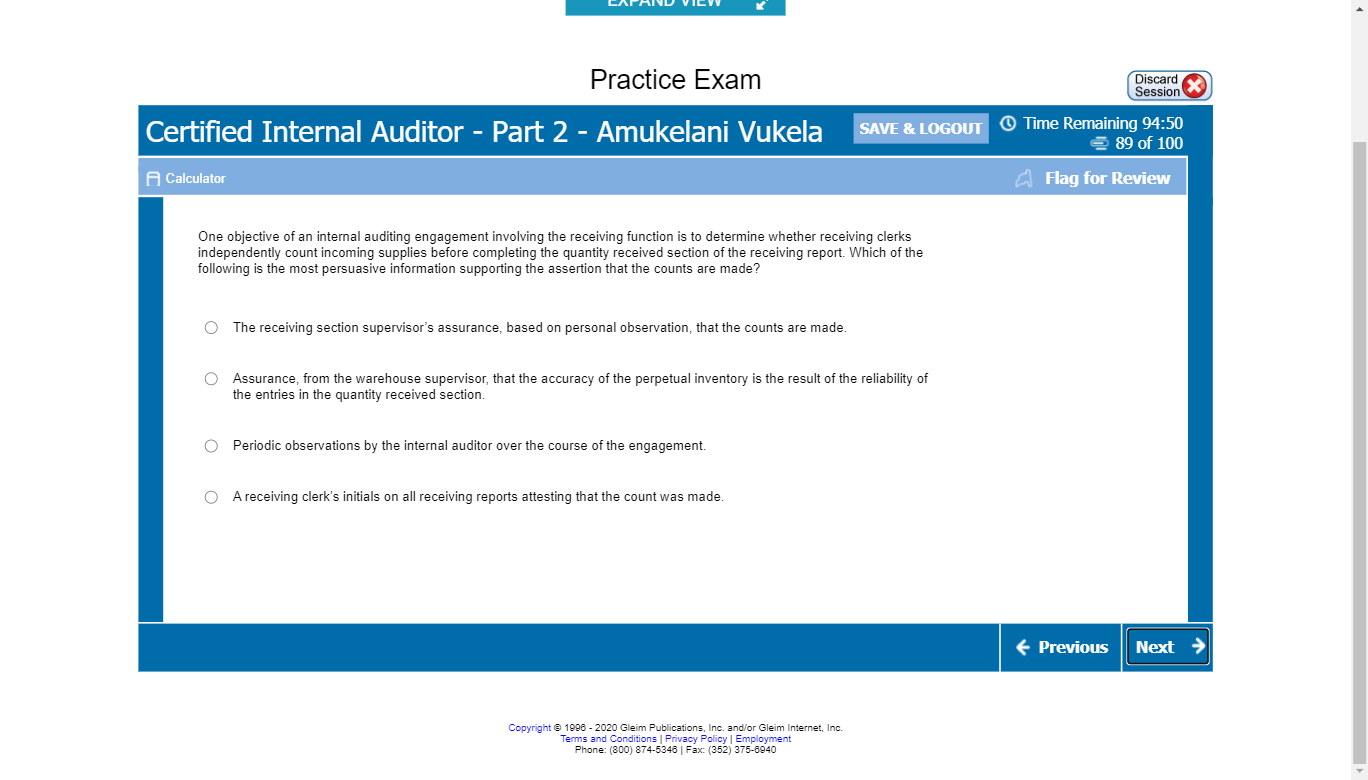 EXPAND VIEW
Practice Exam
Discard
Session
Certified Internal Auditor - Part 2 - Amukelani Vukela
SAVE & LOGOUT
Time Remaining 94:50
89 of 100
Calculator
Flag for Review
One objective of an internal auditing engagement involving the receiving function is to determine whether receiving clerks
independently count incoming supplies before completing the quantity received section of the receiving report. Which of the
following is the most persuasive information supporting the assertion that the counts are made?
The receiving section supervisor's assurance, based on personal observation, that the counts are made.
Assurance, from the warehouse supervisor, that the accuracy of the perpetual inventory is the result of the reliability of
the entries in the quantity received section.
Periodic observations by the internal auditor over the course of the engagement.
A receiving clerk's initials on all receiving reports attesting that the count was made.
Previous
Next
Copyright © 1996 - 2020 Gleim Publications, Inc. and/or Gleim Internet, Inc.
Terms and Conditions | Privacy Policy | Employment
Phone: (800) 874-5346 | Fax: (352) 375-6940